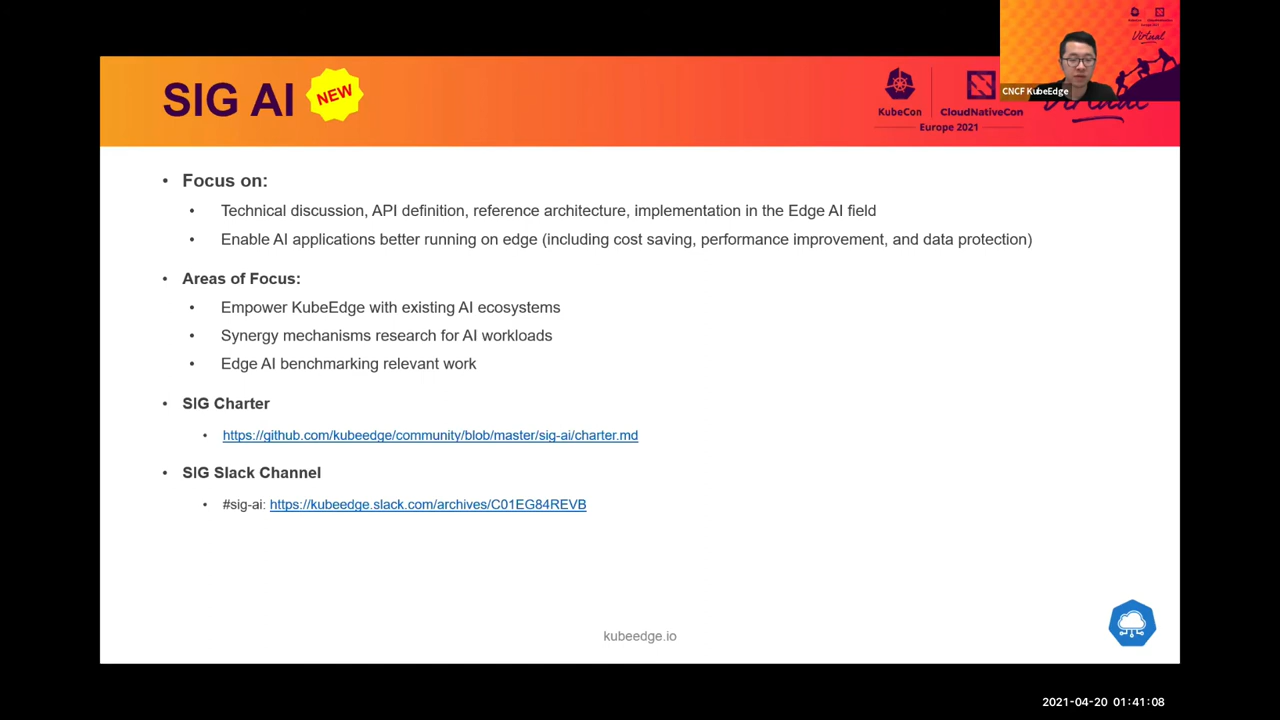 SIG AI
NEW
KubeCon
CloudNativeCon
Europe 2021
Virtual
Virtual
CNCF KubeEdge
• Focus on:
• Technical discussion, API definition, reference architecture, implementation in the Edge AI field
• Enable AI applications better running on edge (including cost saving, performance improvement, and data protection)
• Areas of Focus:
• Empower KubeEdge with existing AI ecosystems
• Synergy mechanisms research for AI workloads
• Edge AI benchmarking relevant work
• SIG Charter
• https://github.com/kubeedge/community/blob/master/sig-ai/charter.md
• SIG Slack Channel
• #sig-ai: https://kubeedge.slack.com/archives/C01EG84REVB
kubeedge.io
2021-04-20 01:41:08